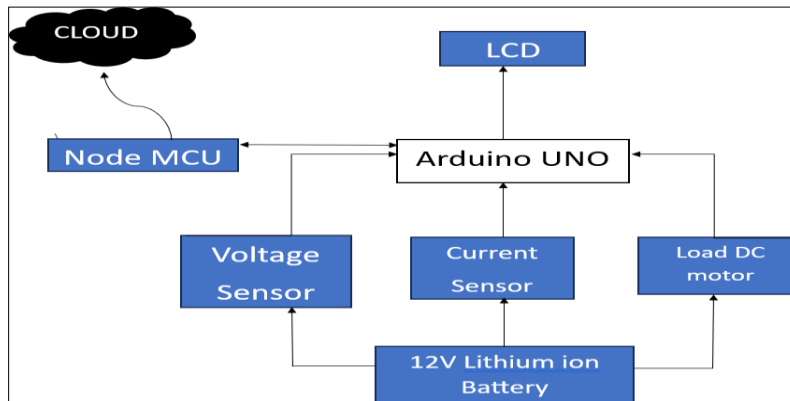 CLOUD
LCD
Node MCU
Arduino UNO
Voltage
Sensor
Current
Sensor
Load DC
motor
12V Lithium ion
Battery